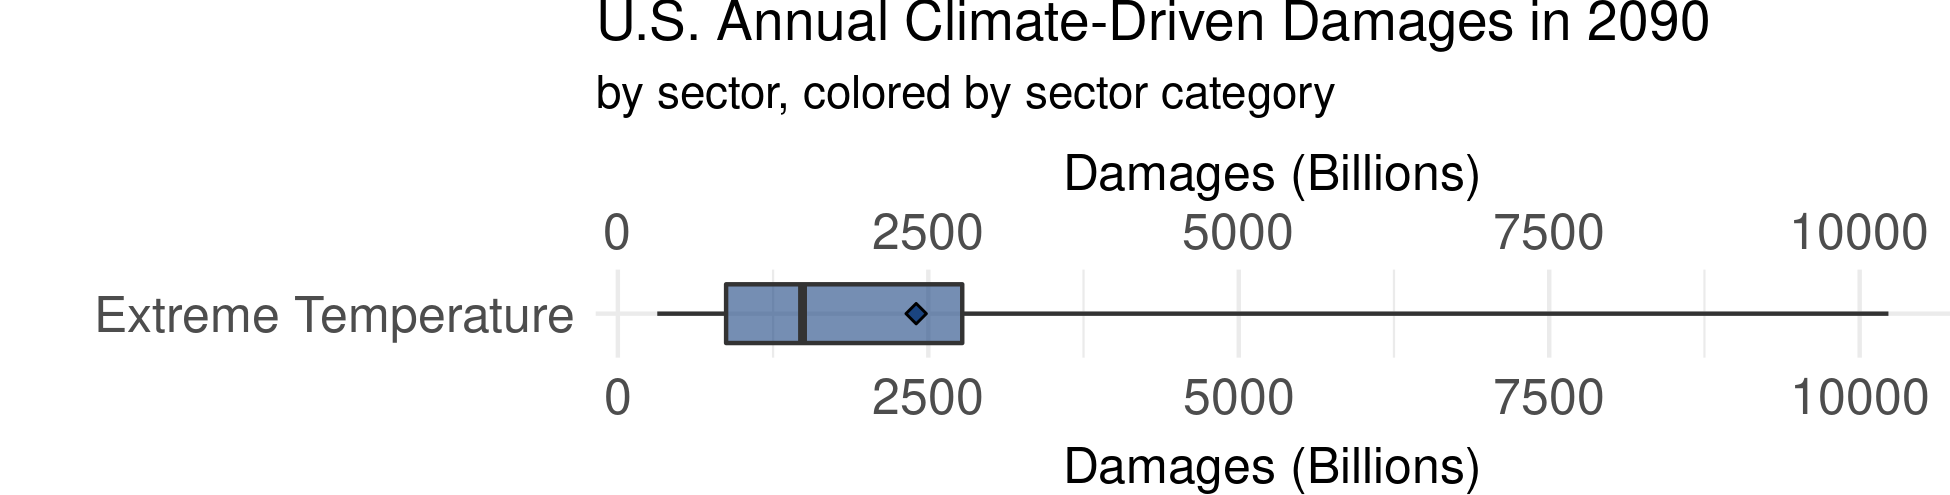 U.S. Annual Climate-Driven Damages in 2090
by sector, colored by sector category
Damages (Billions)
0 2500 5000 7500 10000
Extreme Temperature
0 2500 5000 7500 10000
Damages (Billions)